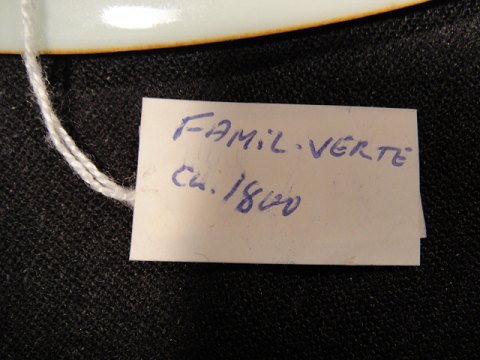 FAMIL. VERTE
ca. 1800